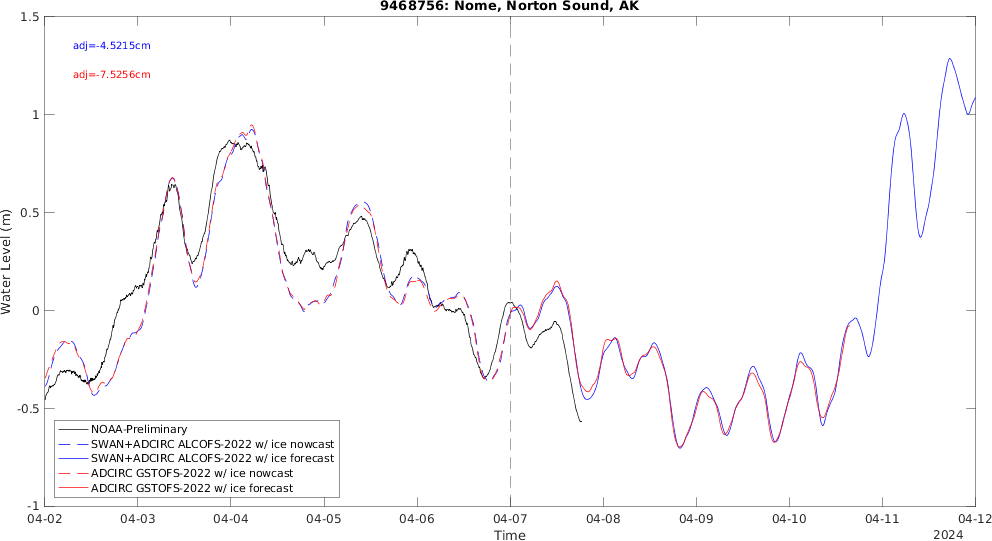 9468756: Nome, Norton Sound, AK
1.5
adj=-4.5215cm
adj=-7.5256cm
1
0.5
0
-0.5
-1
Water Level (m)
NOAA-Preliminary
SWAN+ADCIRC ALCOFS-2022 w/ ice nowcast
SWAN+ADCIRC ALCOFS-2022 w/ ice forecast
ADCIRC GSTOFS-2022 w/ ice nowcast
ADCIRC GSTOFS-2022 w/ ice forecast
04-02 04-03 04-04 04-05 04-06 04-07 04-08 04-09 04-10 04-11 04-12
Time
2024